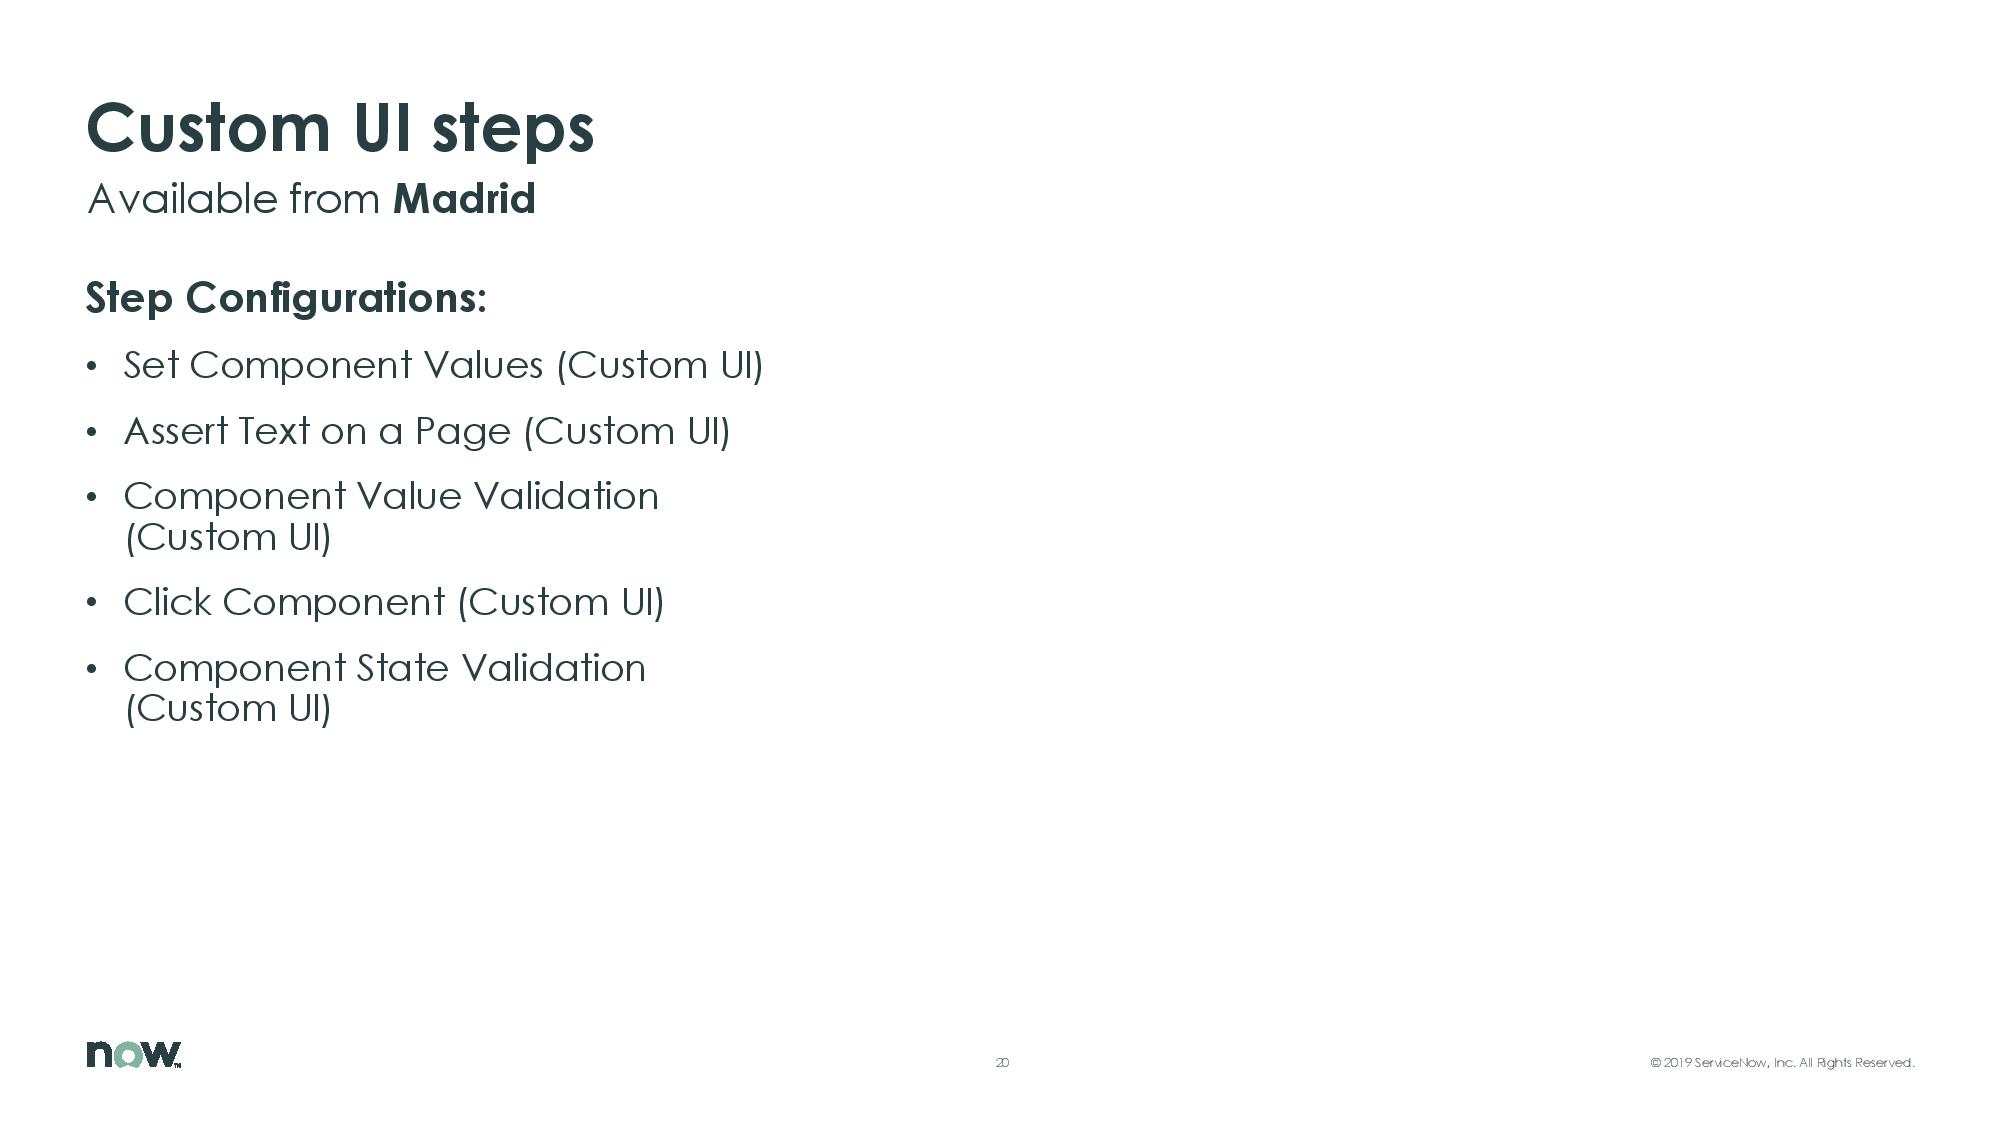 Custom UI steps
Available from Madrid
Step Configurations:
• Set Component Values (Custom UI)
• Assert Text on a Page (Custom UI)
• Component Value Validation
(Custom UI)
• Click Component (Custom UI)
• Component State Validation
(Custom UI)
now™
20
© 2019 ServiceNow, Inc. All Rights Reserved.